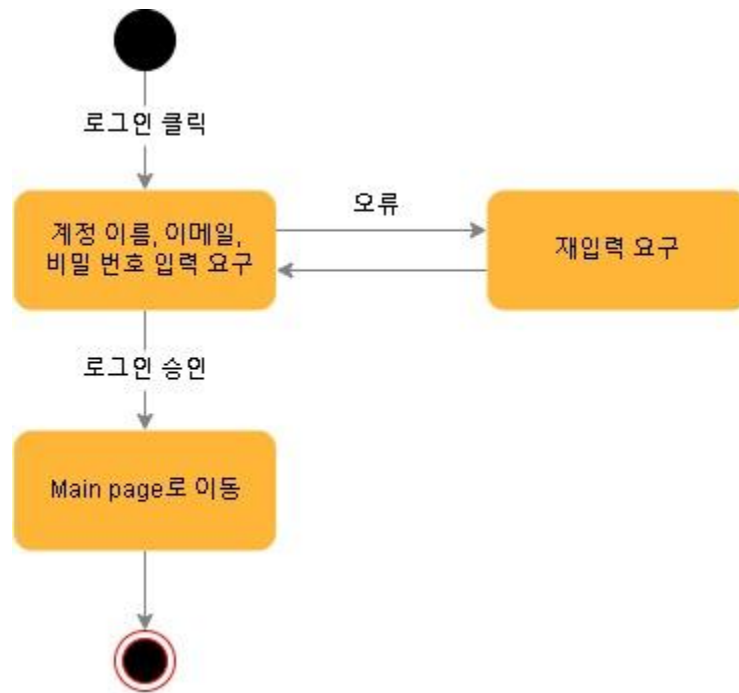 로그인 클릭
계정 이름, 이메일,
비밀 번호 입력 요구
오류
재입력 요구
로그인 승인
Main page로 이동